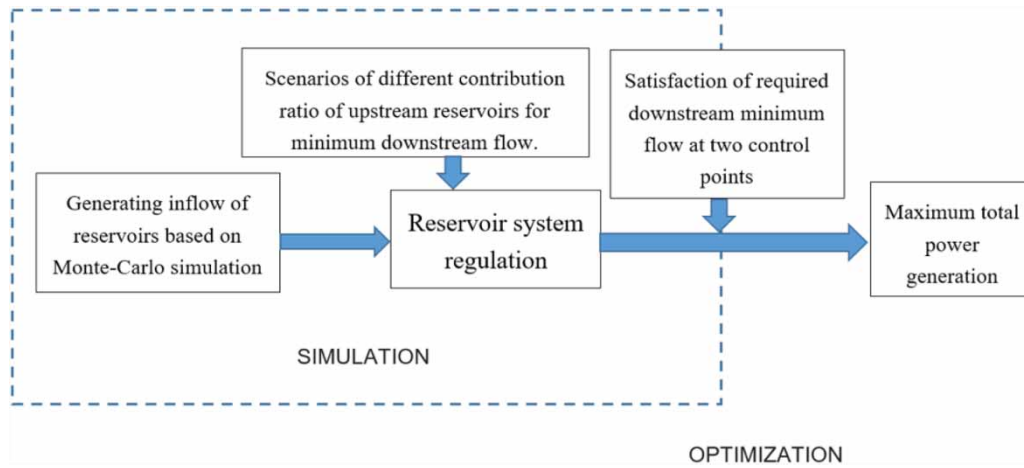 Scenarios of different contribution
ratio of upstream reservoirs for
minimum downstream flow.
Satisfaction of required
downstream minimum
flow at two control
points
Generating inflow of
reservoirs based on
Monte-Carlo simulation
Reservoir system
regulation
Maximum total
power
generation
SIMULATION
OPTIMIZATION